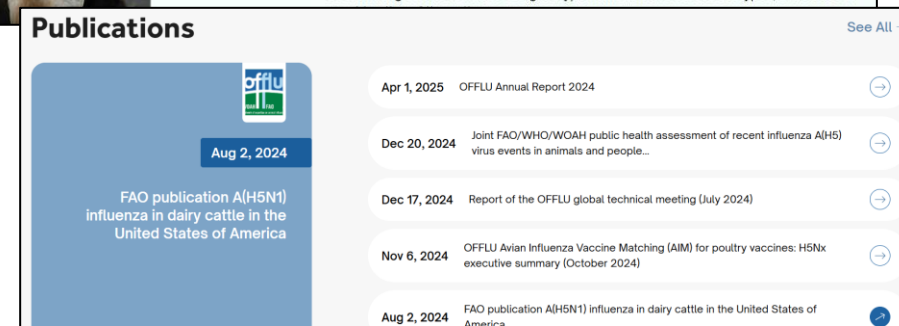 Publications
See All
offlu
Aug 2, 2024
FAO publication A(H5N1)
influenza in dairy cattle in the
United States of America
Apr 1, 2025 OFFLU Annual Report 2024
Dec 20, 2024 Joint FAO/WHO/WOAH public health assessment of recent influenza A(H5)
virus events in animals and people...
Dec 17, 2024 Report of the OFFLU global technical meeting (July 2024)
Nov 6, 2024 OFFLU Avian Influenza Vaccine Matching (AIM) for poultry vaccines: H5Nx
executive summary (October 2024)
Aug 2, 2024 FAO publication A(H5N1) influenza in dairy cattle in the United States of
America